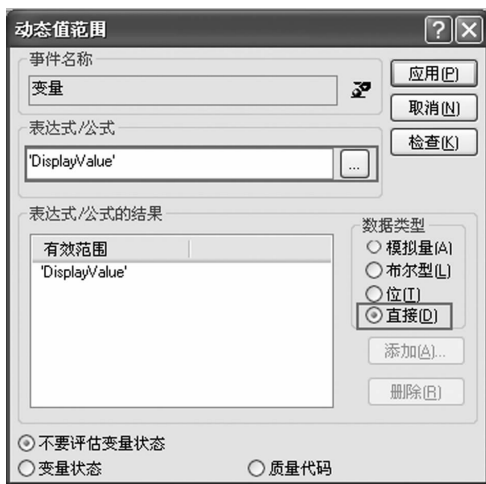 动态值范围
事件名称
变量
应用(P)
取消(N)
检查(K)
表达式/公式
'DisplayValue'
...
表达式/公式的结果
有效范围
'DisplayValue'
数据类型
模拟量(A)
布尔型(L)
位(T)
直接(D)
添加(A)...
删除(R)
不要评估变量状态
变量状态
质量代码